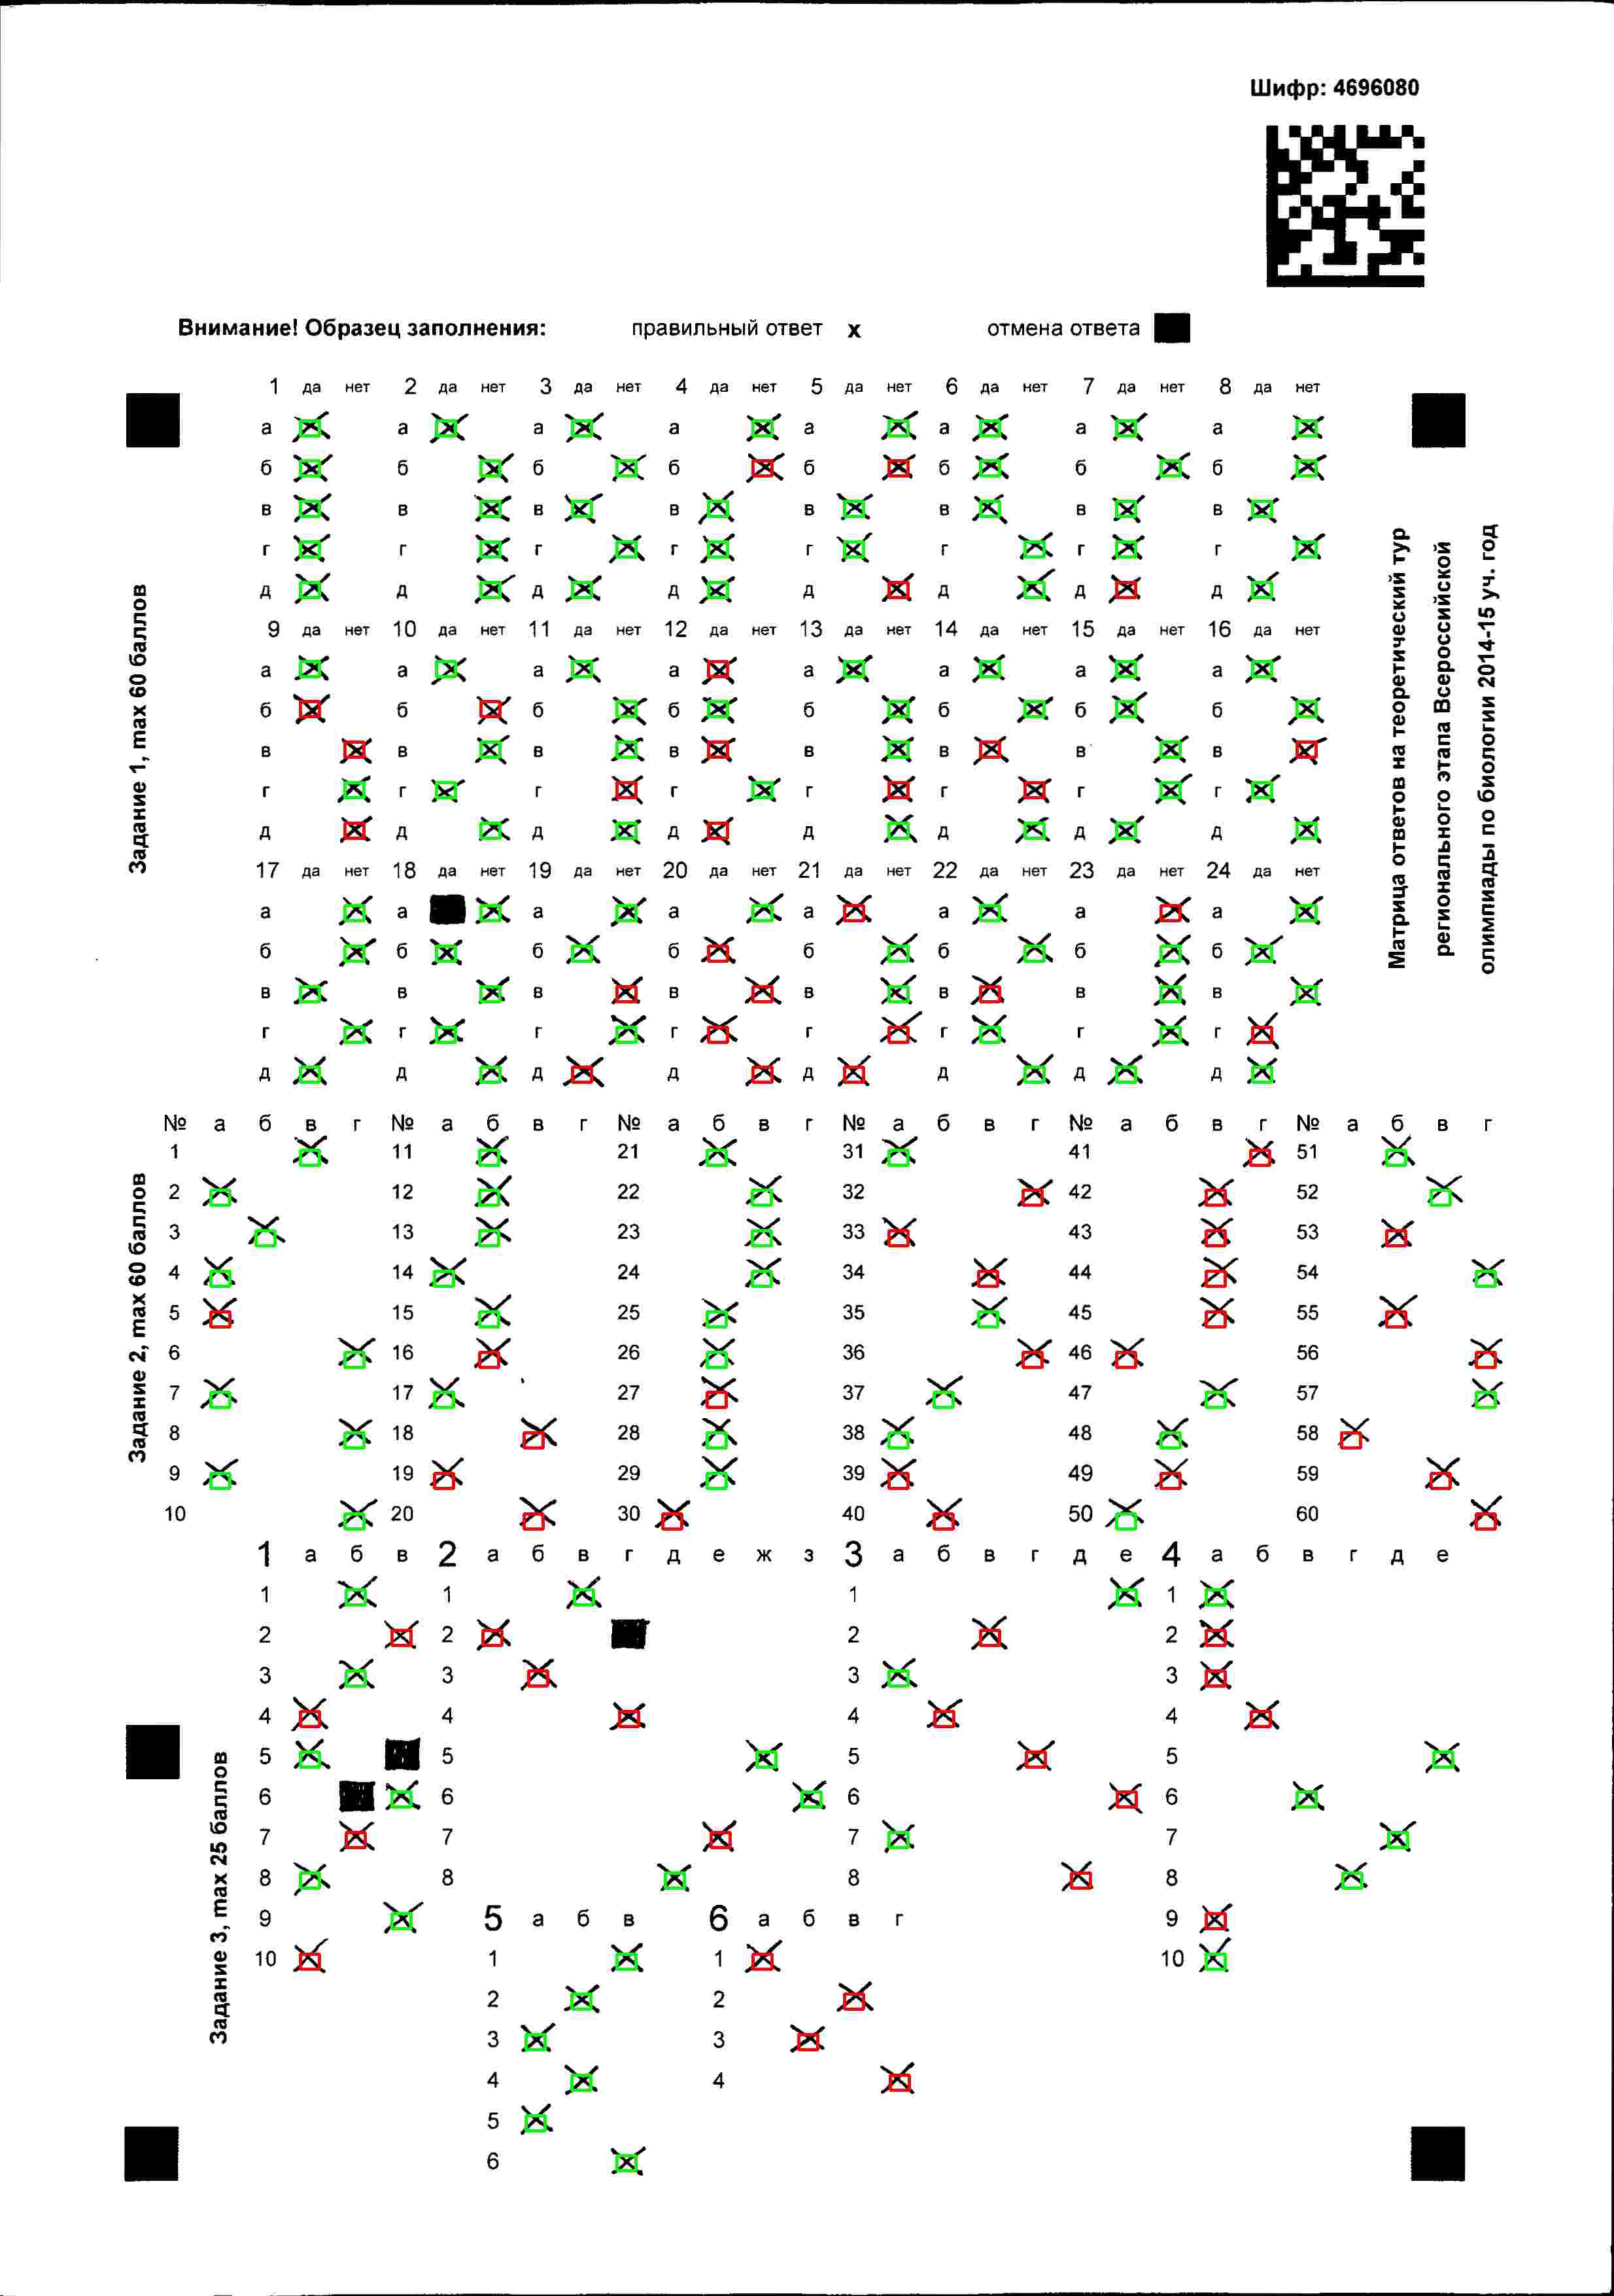 Шифр: 4696080
Внимание! Образец заполнения: правильный ответ x отмена ответа
Задание 1, max 60 баллов
1 да нет 2 да нет 3 да нет 4 да нет 5 да нет 6 да нет 7 да нет 8 да нет
а а а а а а а а
б б б б б б б б
в в в в в в в в
г г г г г г г г
д д д д д д д д
9 да нет 10 да нет 11 да нет 12 да нет 13 да нет 14 да нет 15 да нет 16 да нет
а а а а а а а а
б б б б б б б б
в в в в в в в в
г г г г г г г г
д д д д д д д д
17 да нет 18 да нет 19 да нет 20 да нет 21 да нет 22 да нет 23 да нет 24 да нет
а а а а а а а а
б б б б б б б б
в в в в в в в в
г г г г г г г г
д д д д д д д д
Матрица ответов на теоретический тур
регионального этапа Всероссийской
олимпиады по биологии 2014-15 уч. год
Задание 2, max 60 баллов
№ а б в г № а б в г № а б в г № а б в г № а б в г № а б в г
1 11 21 31 41 51
2 12 22 32 42 52
3 13 23 33 43 53
4 14 24 34 44 54
5 15 25 35 45 55
6 16 26 36 46 56
7 17 27 37 47 57
8 18 28 38 48 58
9 19 29 39 49 59
10 20 30 40 50 60
Задание 3, max 25 баллов
1 а б в 2 а б в г д е ж з 3 а б в г д е 4 а б в г д е
1 1 1 1
2 2 2 2
3 3 3 3
4 4 4 4
5 5 5 5
6 6 6 6
7 7 7 7
8 8 8 8
9 5 а б в 6 а б в г 9
10 1 1 10
2 2
3 3
4 4
5
6